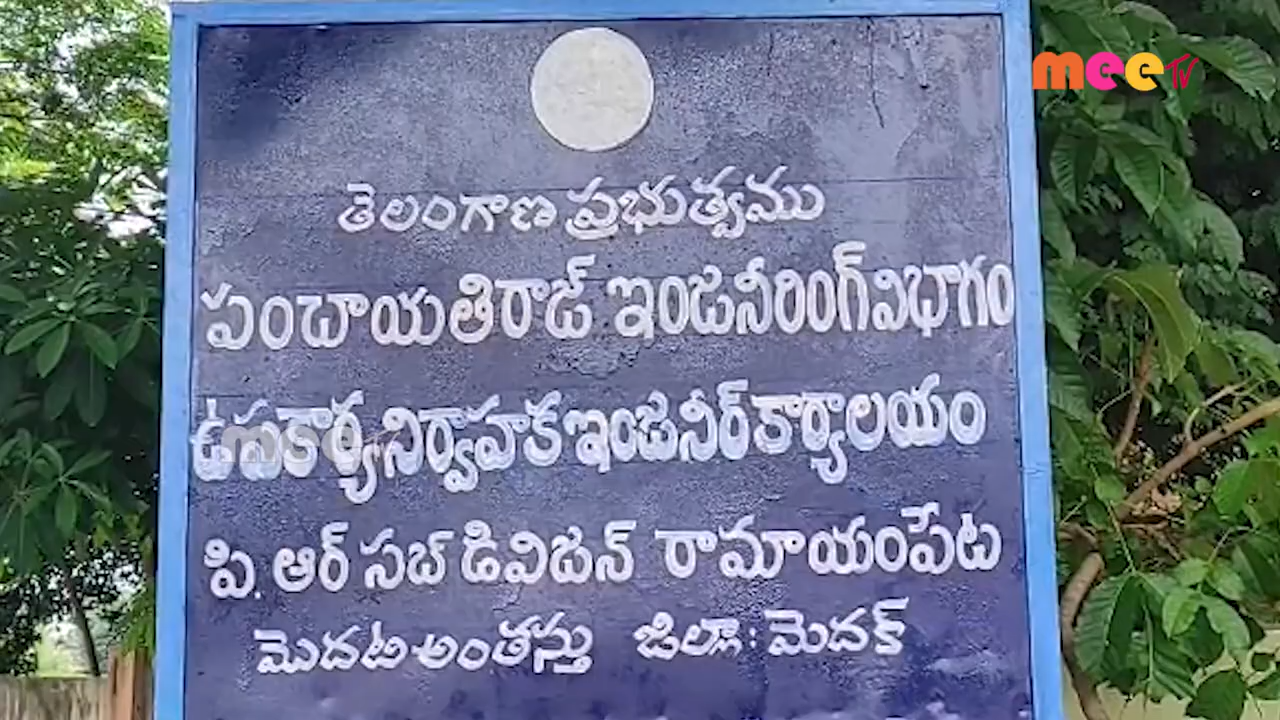 meeTV
తెలంగాణ ప్రభుత్వము
పంచాయతిరాజ్ ఇంజనీరింగ్ విభాగం
ఉపకార్యనిర్వాహక ఇంజనీర్ కార్యాలయం
పి. ఆర్ సబ్ డివిజన్ రామాయంపేట
మొదట అంతస్తు జిల్లా : మెదక్